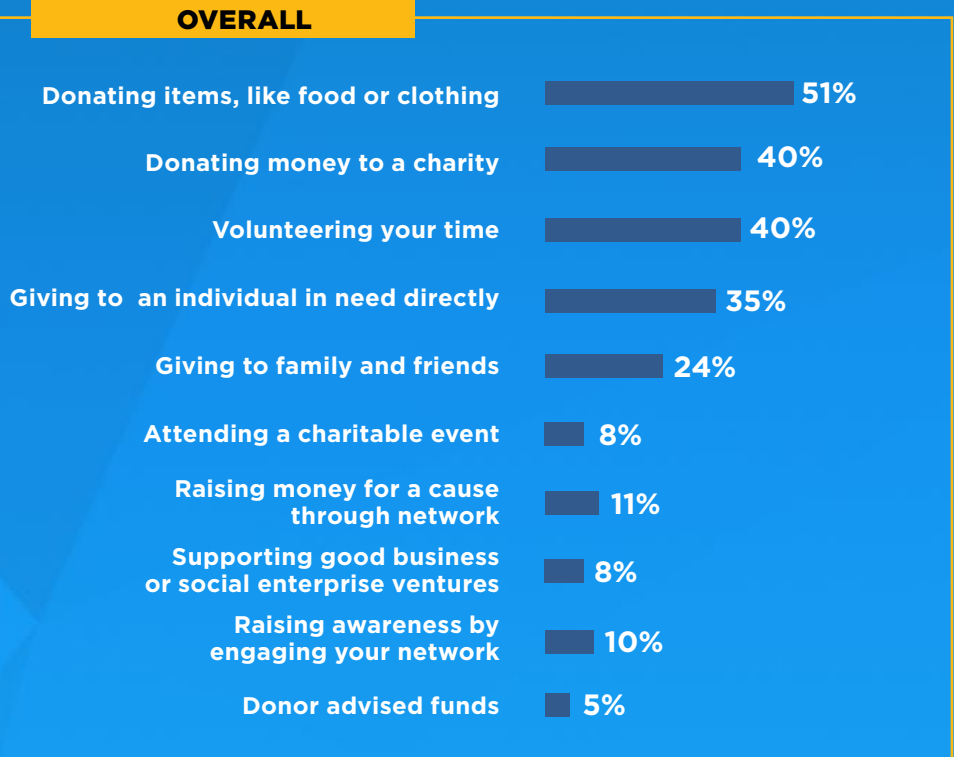 OVERALL
Donating items, like food or clothing 51%
Donating money to a charity 40%
Volunteering your time 40%
Giving to an individual in need directly 35%
Giving to family and friends 24%
Attending a charitable event 8%
Raising money for a cause
through network 11%
Supporting good business
or social enterprise ventures 8%
Raising awareness by
engaging your network 10%
Donor advised funds 5%